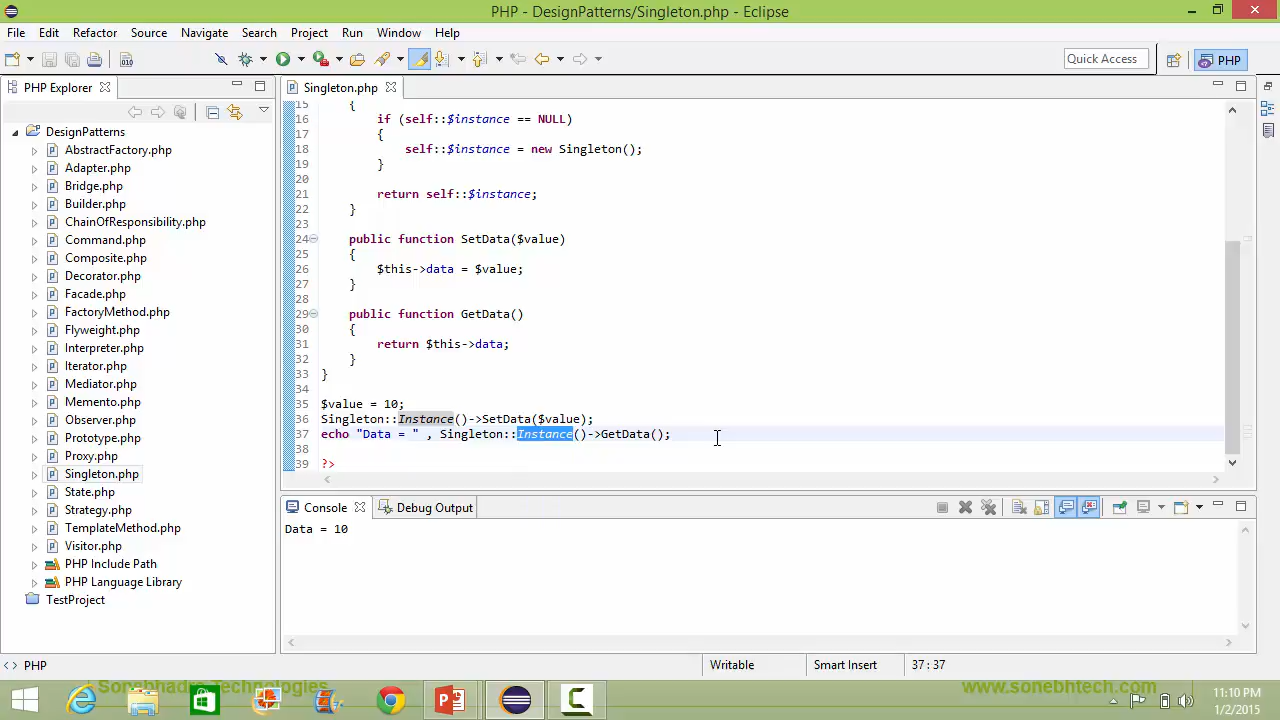 PHP - DesignPatterns/Singleton.php - Eclipse
File Edit Refactor Source Navigate Search Project Run Window Help
Quick Access
PHP
PHP Explorer
Singleton.php
DesignPatterns
AbstractFactory.php
Adapter.php
Bridge.php
Builder.php
ChainOfResponsibility.php
Command.php
Composite.php
Decorator.php
Facade.php
FactoryMethod.php
Flyweight.php
Interpreter.php
Iterator.php
Mediator.php
Memento.php
Observer.php
Prototype.php
Proxy.php
Singleton.php
State.php
Strategy.php
TemplateMethod.php
Visitor.php
PHP Include Path
PHP Language Library
TestProject
15 {
16 if (self::$instance == NULL)
17 {
18 self::$instance = new Singleton();
19 }
20
21 return self::$instance;
22 }
23
24 public function SetData($value)
25 {
26 $this->data = $value;
27 }
28
29 public function GetData()
30 {
31 return $this->data;
32 }
33 }
34
35 $value = 10;
36 Singleton::Instance()->SetData($value);
37 echo "Data = " , Singleton::Instance()->GetData();
38
39 ?>
Console Debug Output
Data = 10
PHP Writable Smart Insert 37 : 37
Sonebhadra Technologies
www.sonebhtech.com
11:10 PM
1/2/2015